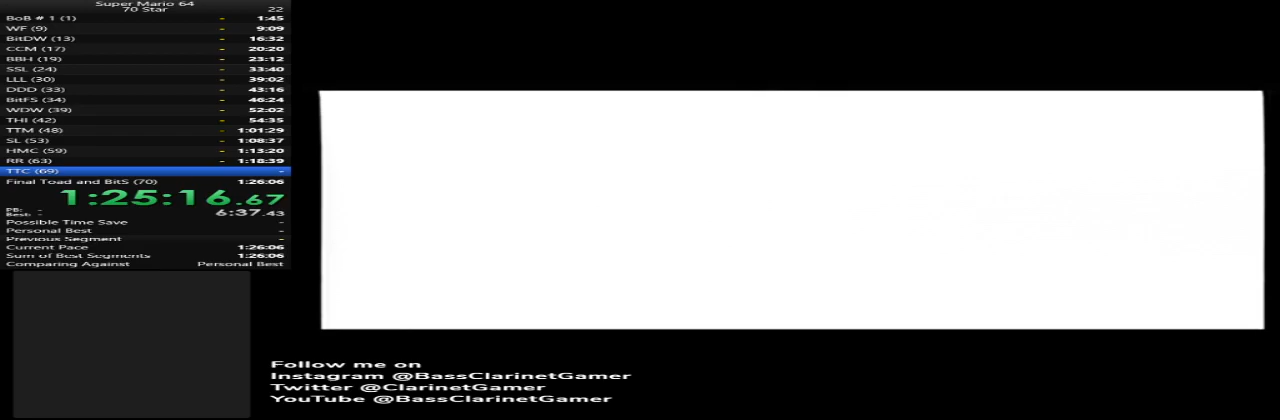 Super Mario 64
70 Star 22
BoB # 1 (1) - 1:45
WF (9) - 9:09
BitDW (13) - 16:32
CCM (17) - 20:20
BBH (19) - 23:12
SSL (24) - 33:40
LLL (30) - 39:02
DDD (33) - 43:16
BitFS (34) - 46:24
WDW (39) - 52:02
THI (42) - 54:35
TTM (48) - 1:01:29
SL (53) - 1:08:37
HMC (59) - 1:13:20
RR (63) - 1:18:39
TTC (69) -
Final Toad and BitS (70) 1:26:06
1:25:16.67
PB: -
Best: - 6:37.43
Possible Time Save -
Personal Best -
Previous Segment -
Current Pace 1:26:06
Sum of Best Segments 1:26:06
Comparing Against Personal Best
Follow me on
Instagram @BassClarinetGamer
Twitter @ClarinetGamer
YouTube @BassClarinetGamer